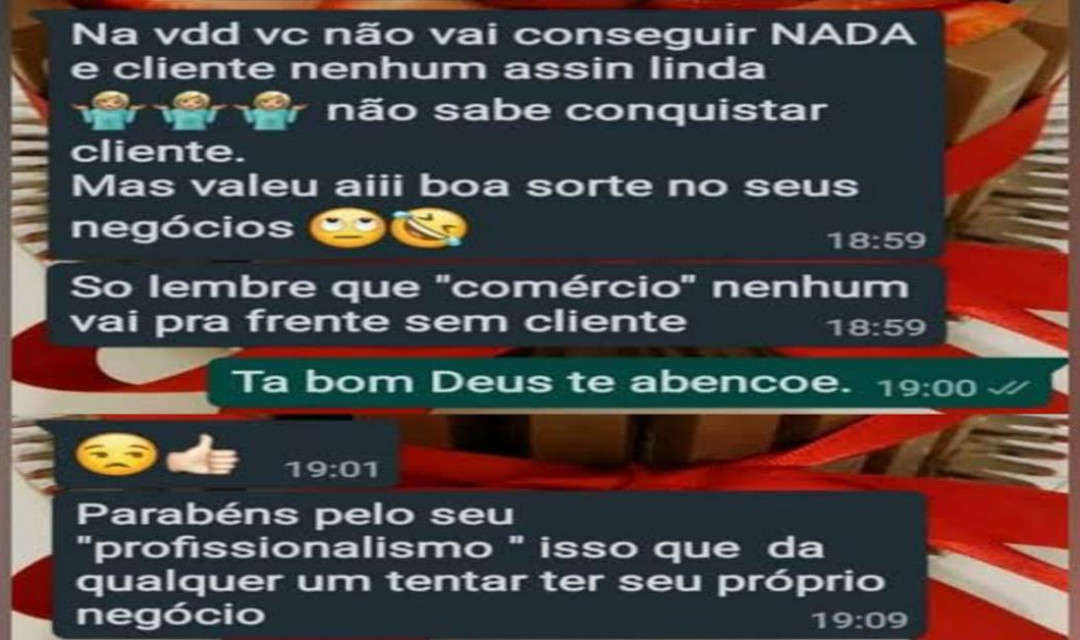 Na vdd vc não vai conseguir NADA
e cliente nenhum assin linda
🤷🏼‍♀️🤷🏼‍♀️🤷🏼‍♀️ não sabe conquistar
cliente.
Mas valeu aiii boa sorte no seus
negócios 🙄🤣
18:59
So lembre que "comércio" nenhum
vai pra frente sem cliente
18:59
Ta bom Deus te abencoe.
19:00
😒👍🏻
19:01
Parabéns pelo seu
"profissionalismo " isso que da
qualquer um tentar ter seu próprio
negócio
19:09